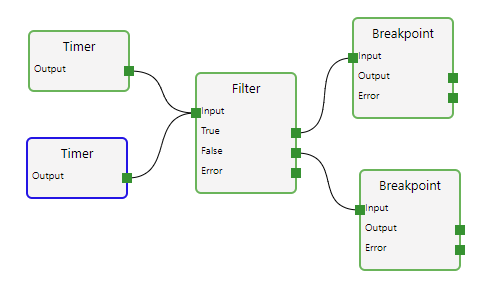 Timer
Output
Timer
Output
Filter
Input
True
False
Error
Breakpoint
Input
Output
Error
Breakpoint
Input
Output
Error